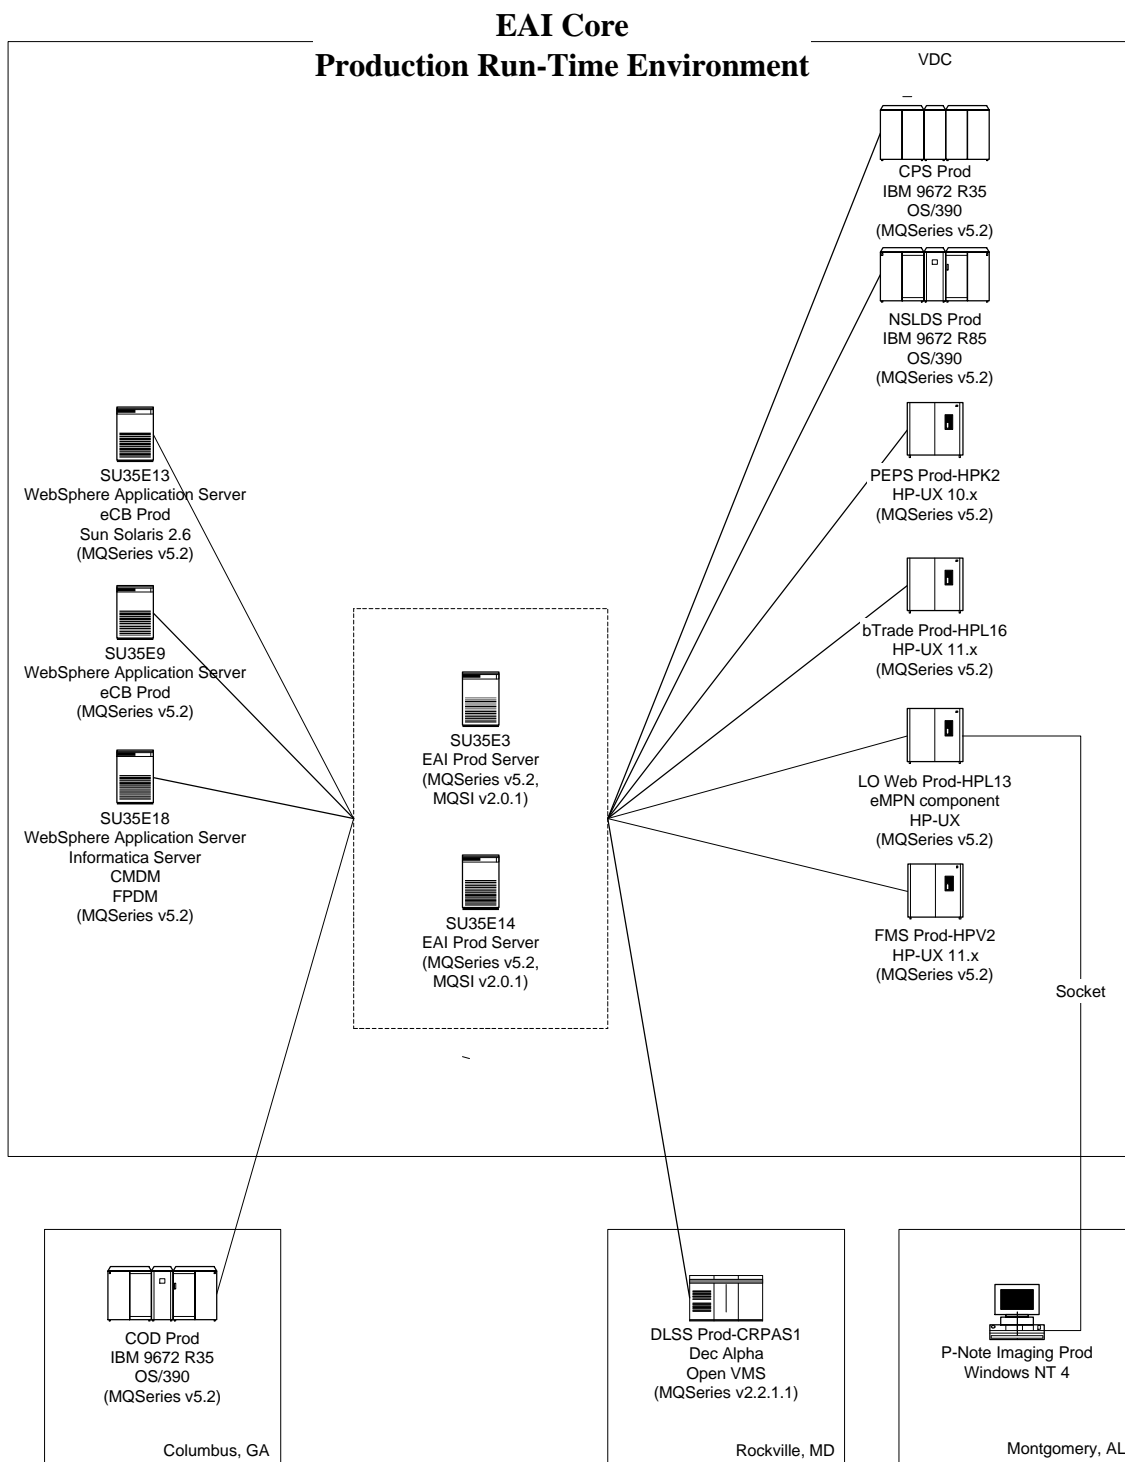 EAI Core
Production Run-Time Environment
VDC
CPS Prod
IBM 9672 R35
OS/390
(MQSeries v5.2)
NSLDS Prod
IBM 9672 R85
OS/390
(MQSeries v5.2)
PEPS Prod-HPK2
HP-UX 10.x
(MQSeries v5.2)
bTrade Prod-HPL16
HP-UX 11.x
(MQSeries v5.2)
LO Web Prod-HPL13
eMPN component
HP-UX
(MQSeries v5.2)
FMS Prod-HPV2
HP-UX 11.x
(MQSeries v5.2)
Socket
SU35E13
WebSphere Application Server
eCB Prod
Sun Solaris 2.6
(MQSeries v5.2)
SU35E9
WebSphere Application Server
eCB Prod
(MQSeries v5.2)
SU35E18
WebSphere Application Server
Informatica Server
CMDM
FPDM
(MQSeries v5.2)
SU35E3
EAI Prod Server
(MQSeries v5.2,
MQSI v2.0.1)
SU35E14
EAI Prod Server
(MQSeries v5.2,
MQSI v2.0.1)
COD Prod
IBM 9672 R35
OS/390
(MQSeries v5.2)
Columbus, GA
DLSS Prod-CRPAS1
Dec Alpha
Open VMS
(MQSeries v2.2.1.1)
Rockville, MD
P-Note Imaging Prod
Windows NT 4
Montgomery, AL